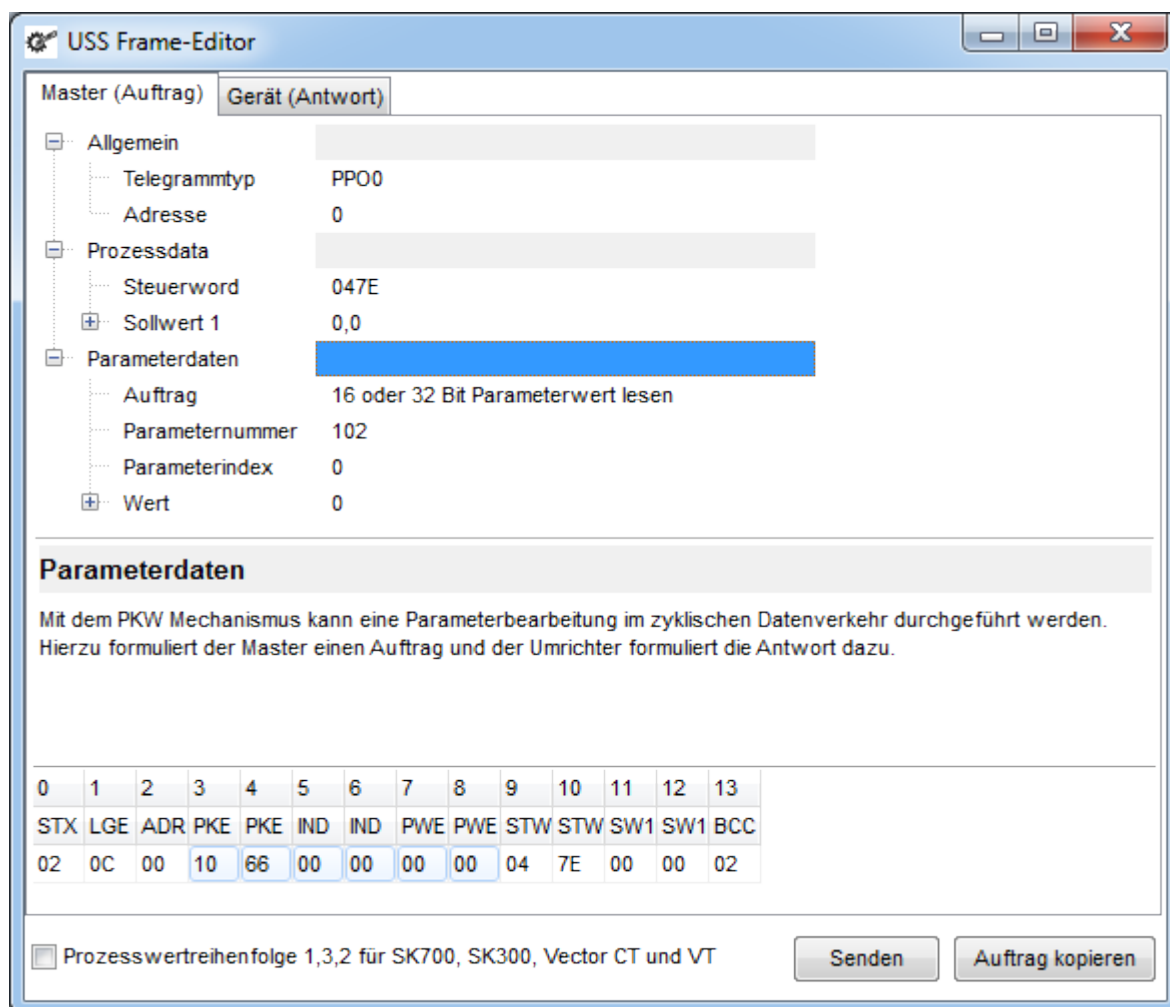 USS Frame-Editor
Master (Auftrag) Gerät (Antwort)
Allgemein
Telegrammtyp PPO0
Adresse 0
Prozessdata
Steuerword 047E
Sollwert 1 0,0
Parameterdaten
Auftrag 16 oder 32 Bit Parameterwert lesen
Parameternummer 102
Parameterindex 0
Wert 0
Parameterdaten
Mit dem PKW Mechanismus kann eine Parameterbearbeitung im zyklischen Datenverkehr durchgeführt werden.
Hierzu formuliert der Master einen Auftrag und der Umrichter formuliert die Antwort dazu.
0 1 2 3 4 5 6 7 8 9 10 11 12 13
STX LGE ADR PKE PKE IND IND PWE PWE STW STW SW1 SW1 BCC
02 0C 00 10 66 00 00 00 00 04 7E 00 00 02
Prozesswertreihenfolge 1,3,2 für SK700, SK300, Vector CT und VT Senden Auftrag kopieren